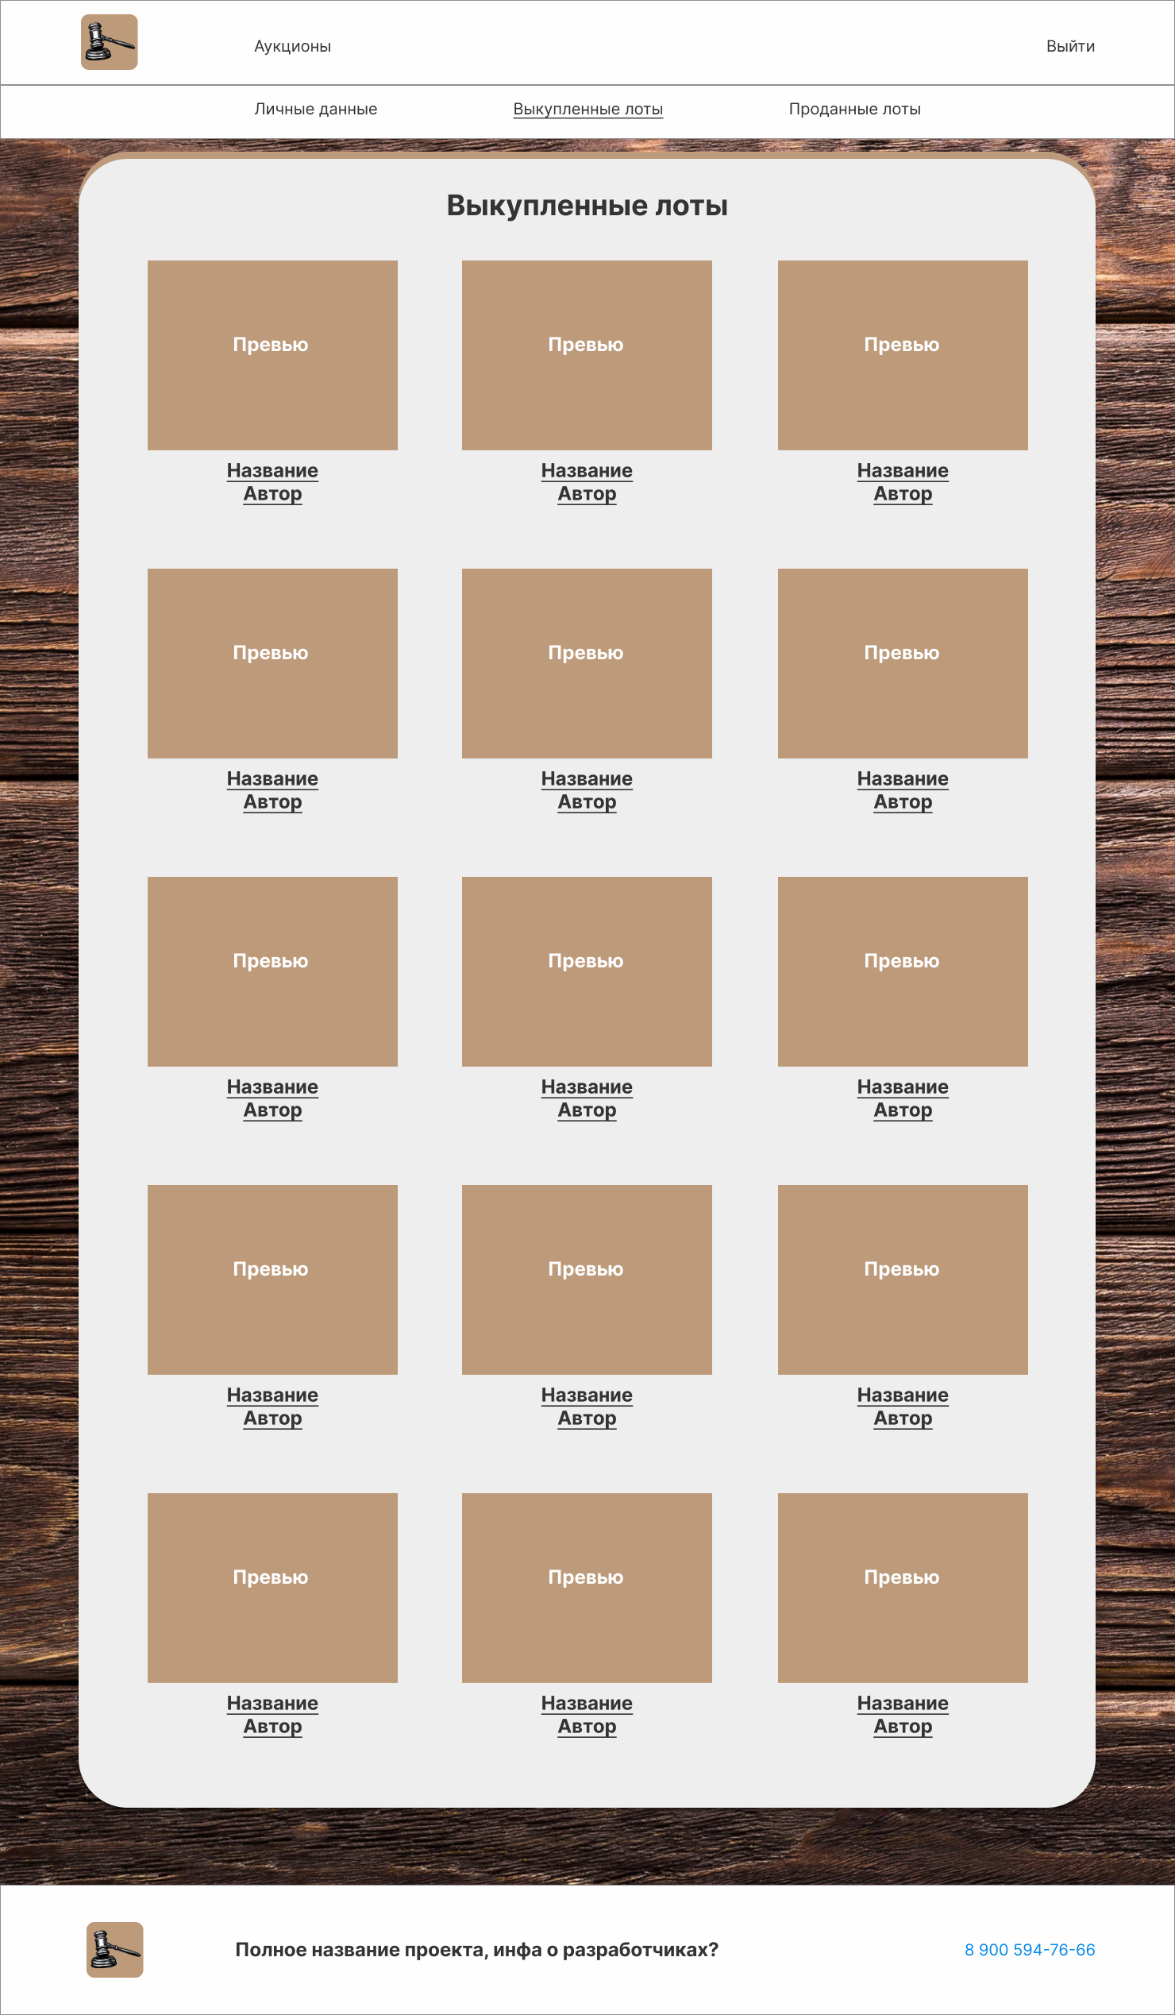 Аукционы
Выйти
Личные данные
Выкупленные лоты
Проданные лоты
Выкупленные лоты
Превью
Превью
Превью
Название
Автор
Название
Автор
Название
Автор
Превью
Превью
Превью
Название
Автор
Название
Автор
Название
Автор
Превью
Превью
Превью
Название
Автор
Название
Автор
Название
Автор
Превью
Превью
Превью
Название
Автор
Название
Автор
Название
Автор
Превью
Превью
Превью
Название
Автор
Название
Автор
Название
Автор
Полное название проекта, инфа о разработчиках?
8 900 594-76-66